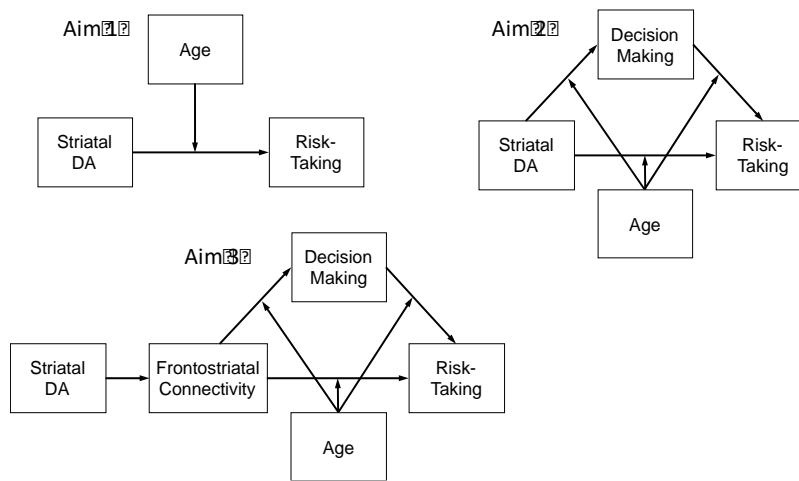 Aim 1
Age
Striatal
DA
Risk-
Taking
Aim 2
Decision
Making
Striatal
DA
Risk-
Taking
Age
Aim 3
Decision
Making
Striatal
DA
Frontostriatal
Connectivity
Risk-
Taking
Age